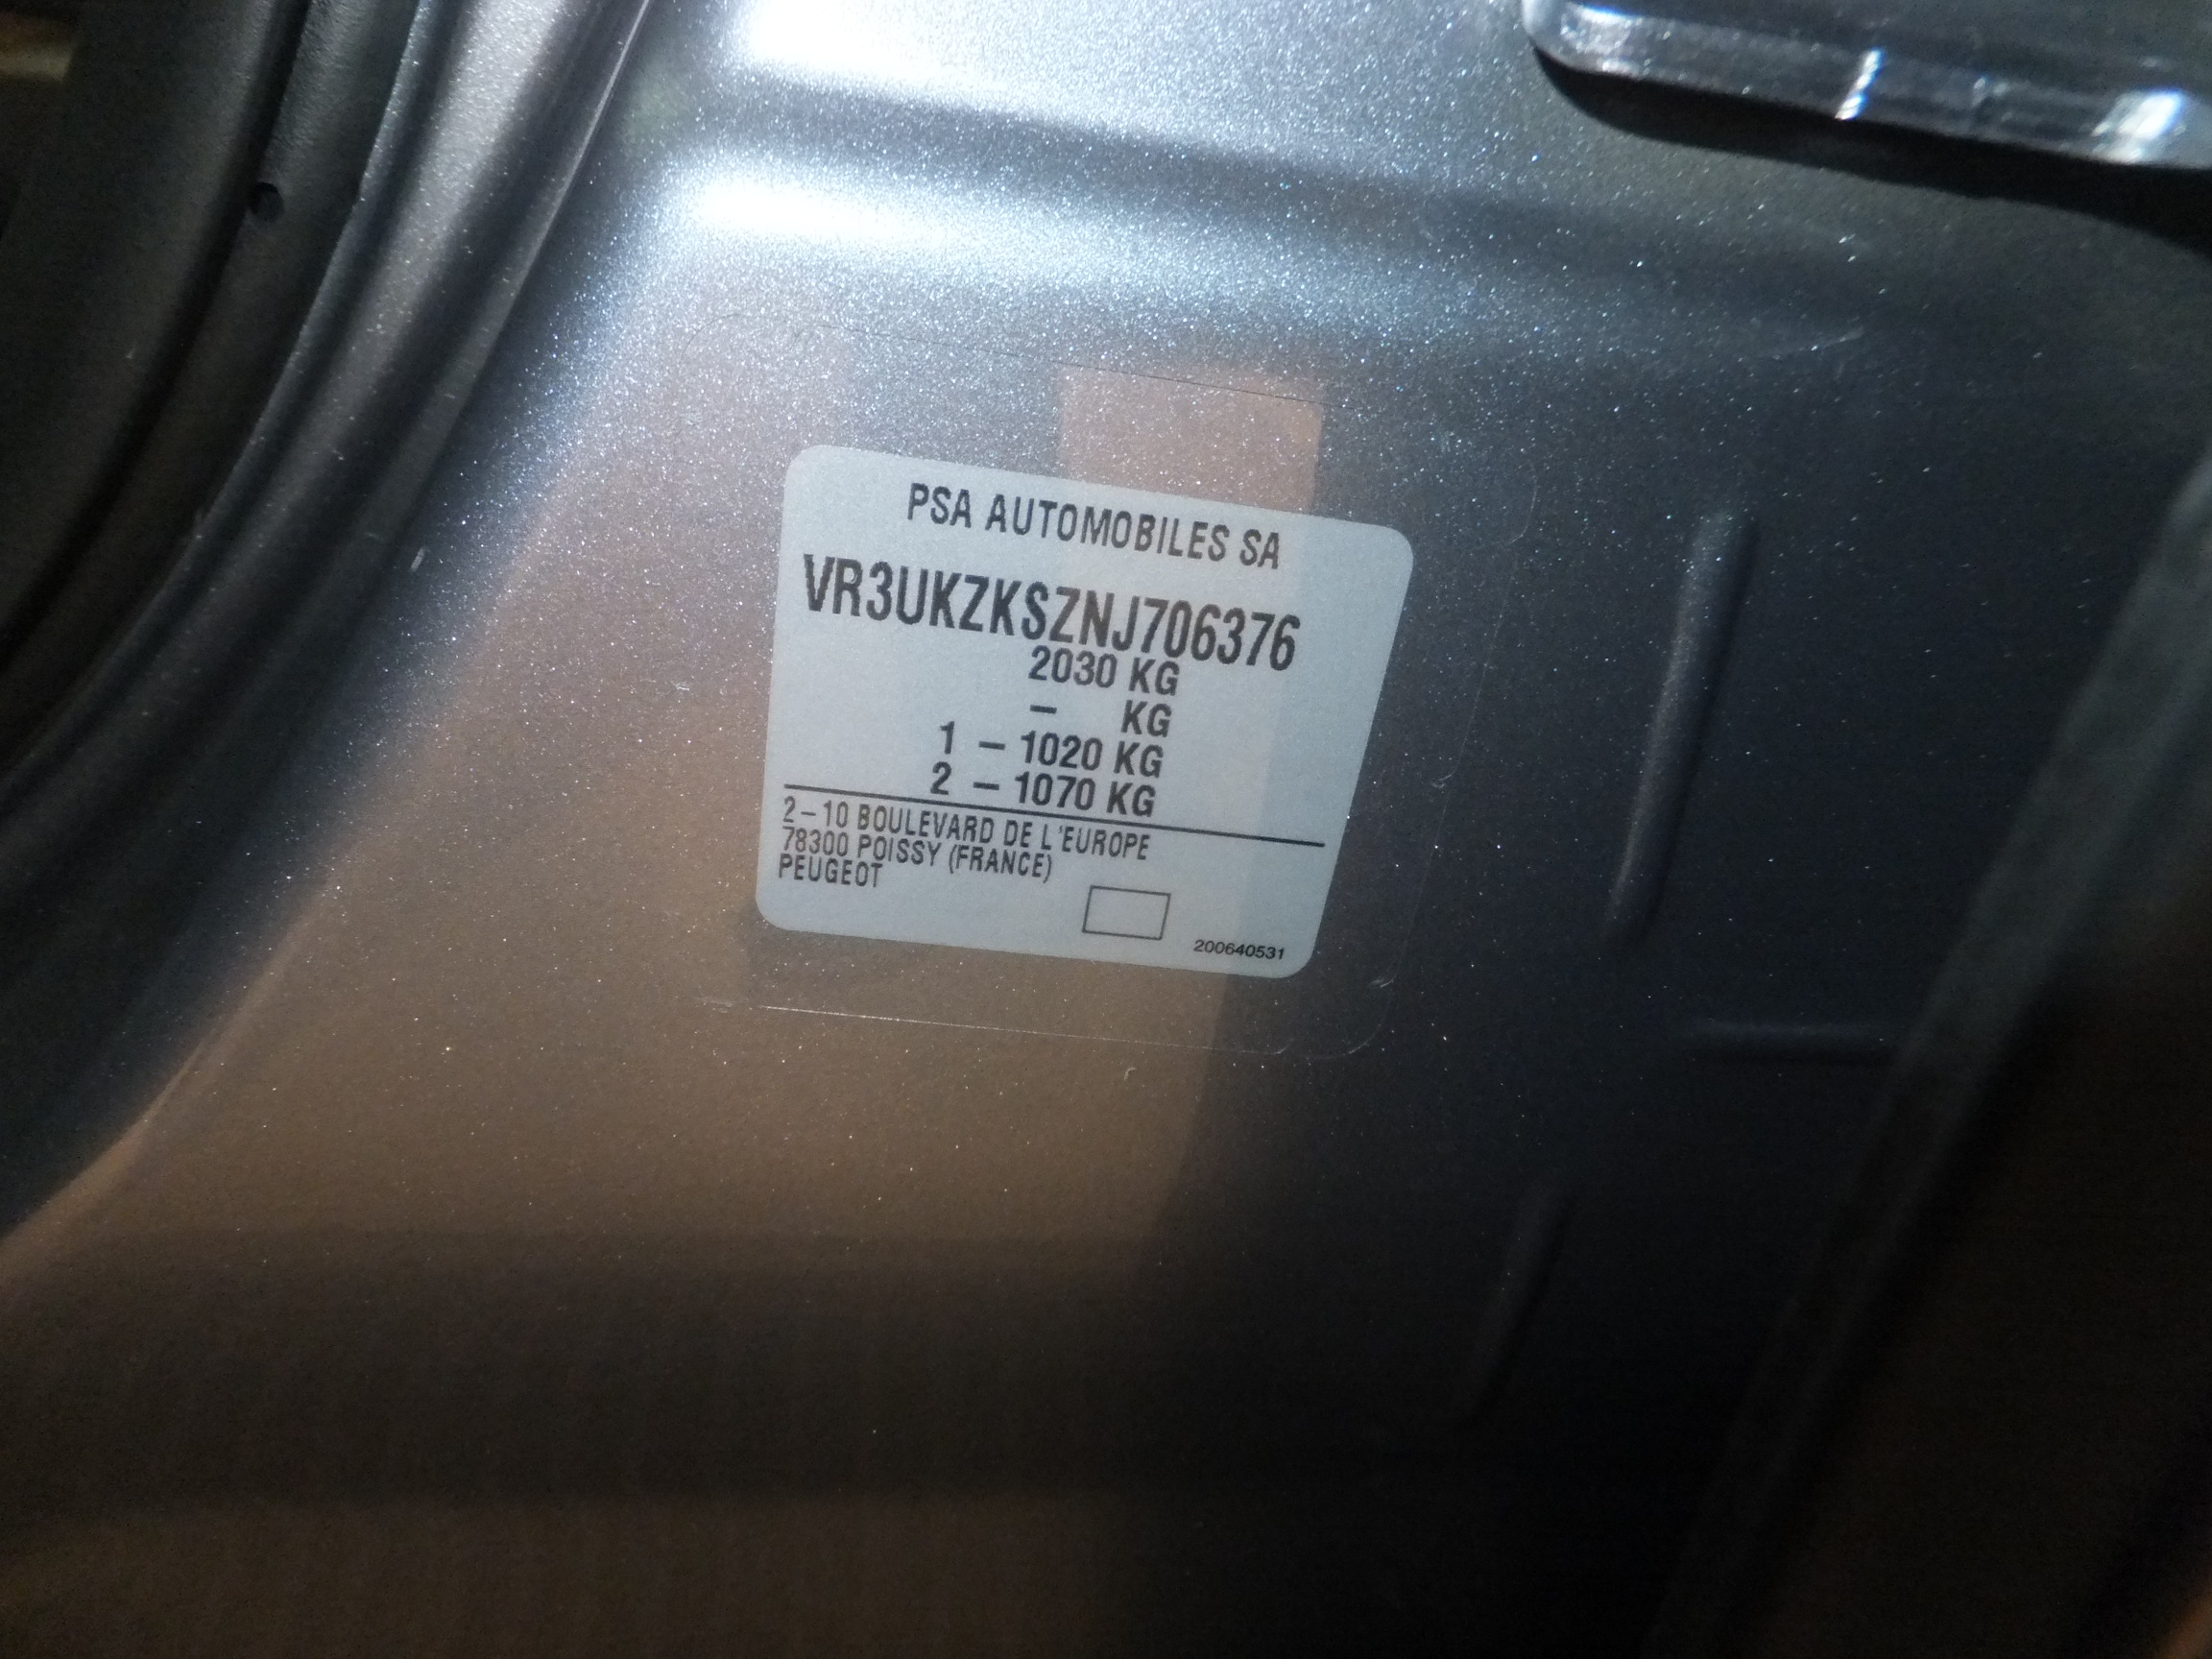 PSA AUTOMOBILES SA
VR3UKZKSZNJ706376
2030 KG
– KG
1 – 1020 KG
2 – 1070 KG
2–10 BOULEVARD DE L'EUROPE
78300 POISSY (FRANCE)
PEUGEOT
200640531